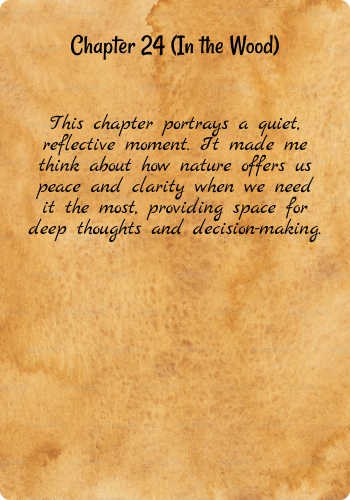 Chapter 24 (In the Wood)
This chapter portrays a quiet,
reflective moment. It made me
think about how nature offers us
peace and clarity when we need
it the most, providing space for
deep thoughts and decision-making.